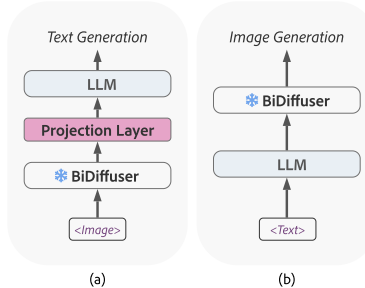 Text Generation
LLM
Projection Layer
BiDiffuser
<Image>
(a)
Image Generation
BiDiffuser
LLM
<Text>
(b)